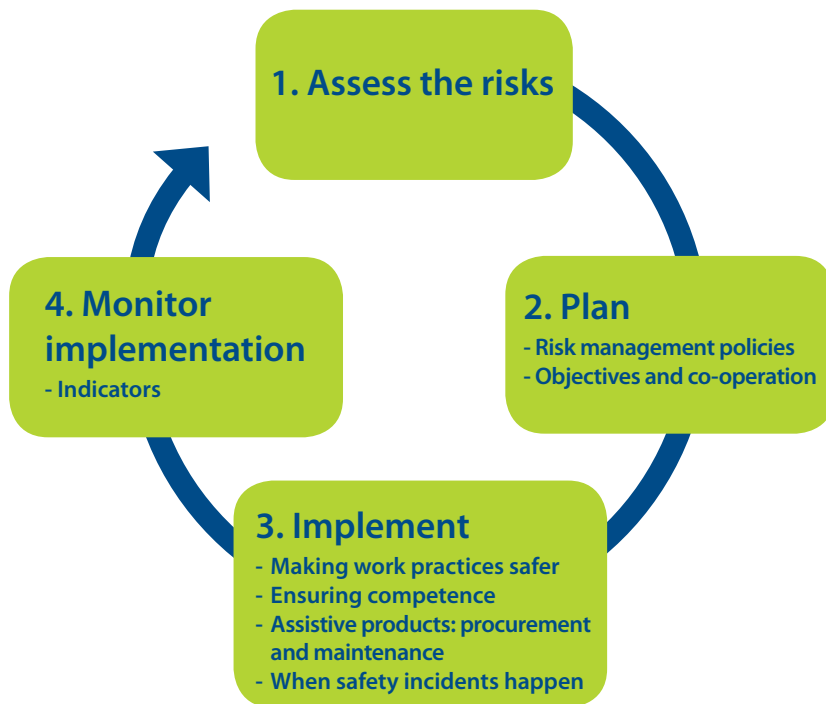 1. Assess the risks
2. Plan
- Risk management policies
- Objectives and co-operation
3. Implement
- Making work practices safer
- Ensuring competence
- Assistive products: procurement
and maintenance
- When safety incidents happen
4. Monitor
implementation
- Indicators